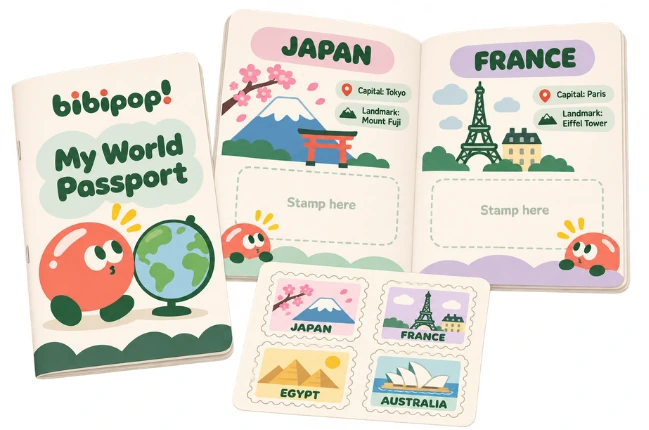 bibipop!
My World
Passport
JAPAN
Capital: Tokyo
Landmark:
Mount Fuji
Stamp here
FRANCE
Capital: Paris
Landmark:
Eiffel Tower
Stamp here
JAPAN
FRANCE
EGYPT
AUSTRALIA